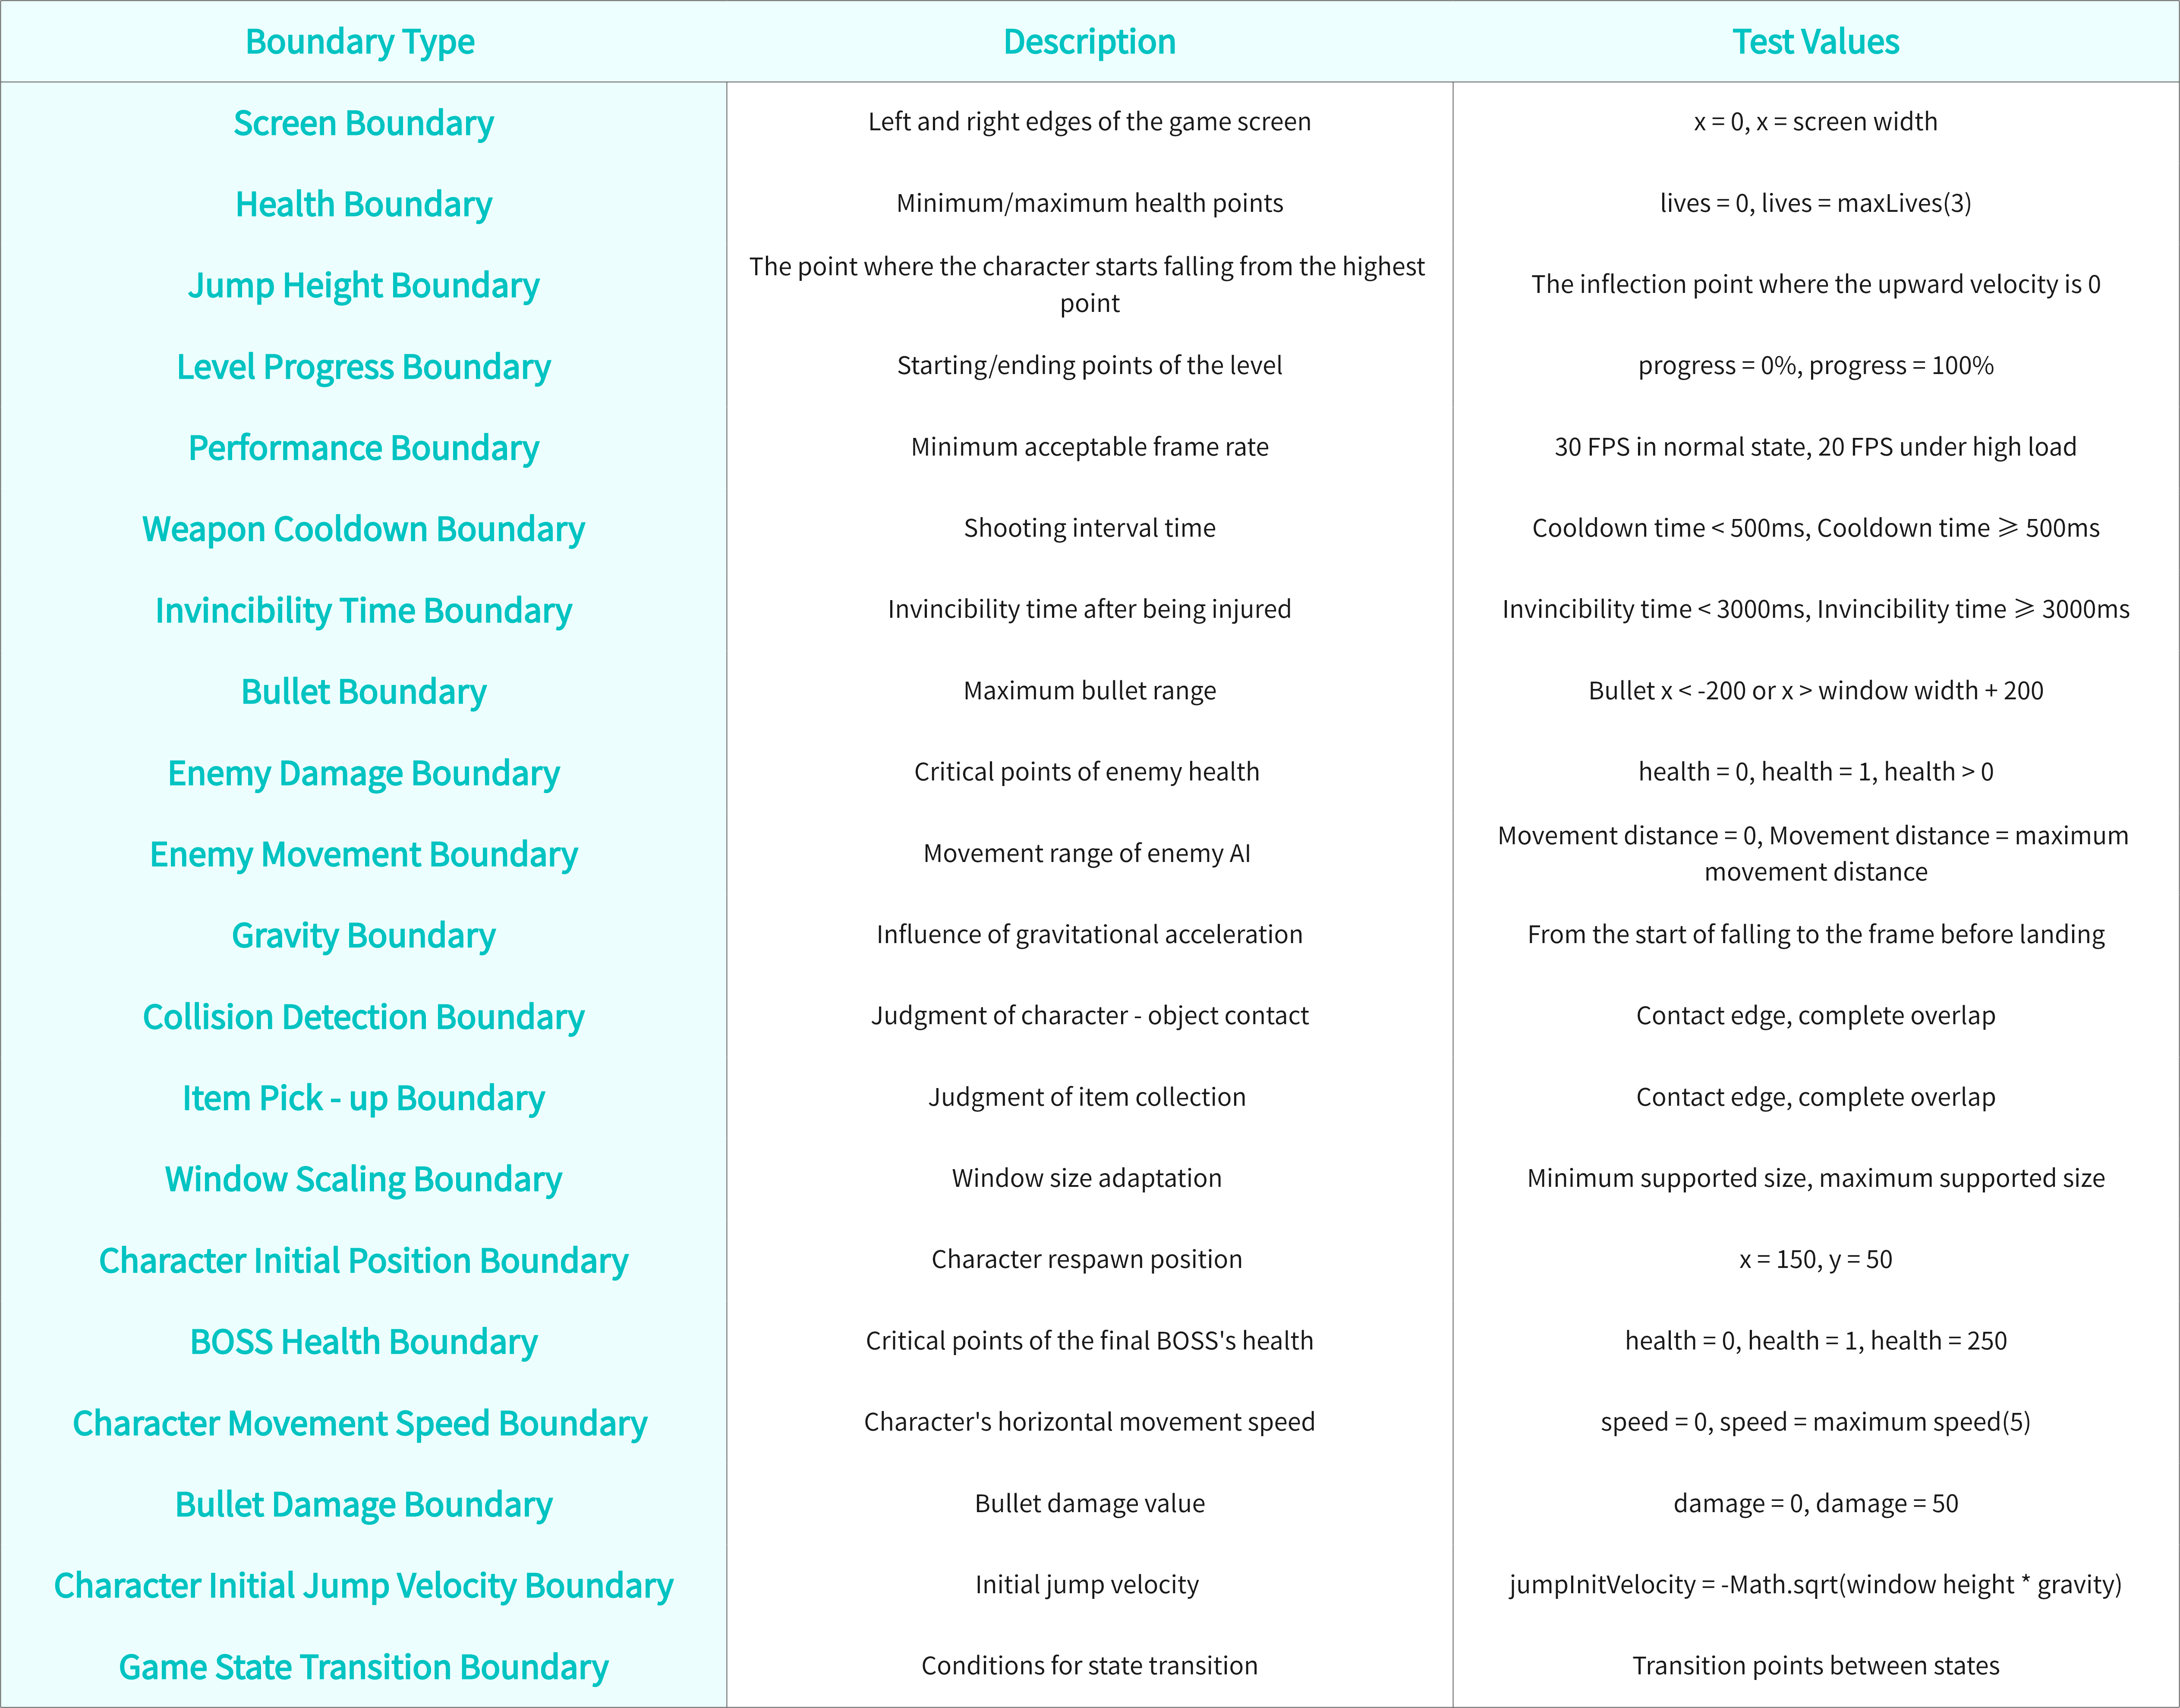 Boundary Type Description Test Values
Screen Boundary Left and right edges of the game screen x = 0, x = screen width
Health Boundary Minimum/maximum health points lives = 0, lives = maxLives(3)
Jump Height Boundary The point where the character starts falling from the highest
point The inflection point where the upward velocity is 0
Level Progress Boundary Starting/ending points of the level progress = 0%, progress = 100%
Performance Boundary Minimum acceptable frame rate 30 FPS in normal state, 20 FPS under high load
Weapon Cooldown Boundary Shooting interval time Cooldown time < 500ms, Cooldown time ⩾ 500ms
Invincibility Time Boundary Invincibility time after being injured Invincibility time < 3000ms, Invincibility time ⩾ 3000ms
Bullet Boundary Maximum bullet range Bullet x < -200 or x > window width + 200
Enemy Damage Boundary Critical points of enemy health health = 0, health = 1, health > 0
Enemy Movement Boundary Movement range of enemy AI Movement distance = 0, Movement distance = maximum
movement distance
Gravity Boundary Influence of gravitational acceleration From the start of falling to the frame before landing
Collision Detection Boundary Judgment of character - object contact Contact edge, complete overlap
Item Pick - up Boundary Judgment of item collection Contact edge, complete overlap
Window Scaling Boundary Window size adaptation Minimum supported size, maximum supported size
Character Initial Position Boundary Character respawn position x = 150, y = 50
BOSS Health Boundary Critical points of the final BOSS's health health = 0, health = 1, health = 250
Character Movement Speed Boundary Character's horizontal movement speed speed = 0, speed = maximum speed(5)
Bullet Damage Boundary Bullet damage value damage = 0, damage = 50
Character Initial Jump Velocity Boundary Initial jump velocity jumpInitVelocity = -Math.sqrt(window height * gravity)
Game State Transition Boundary Conditions for state transition Transition points between states